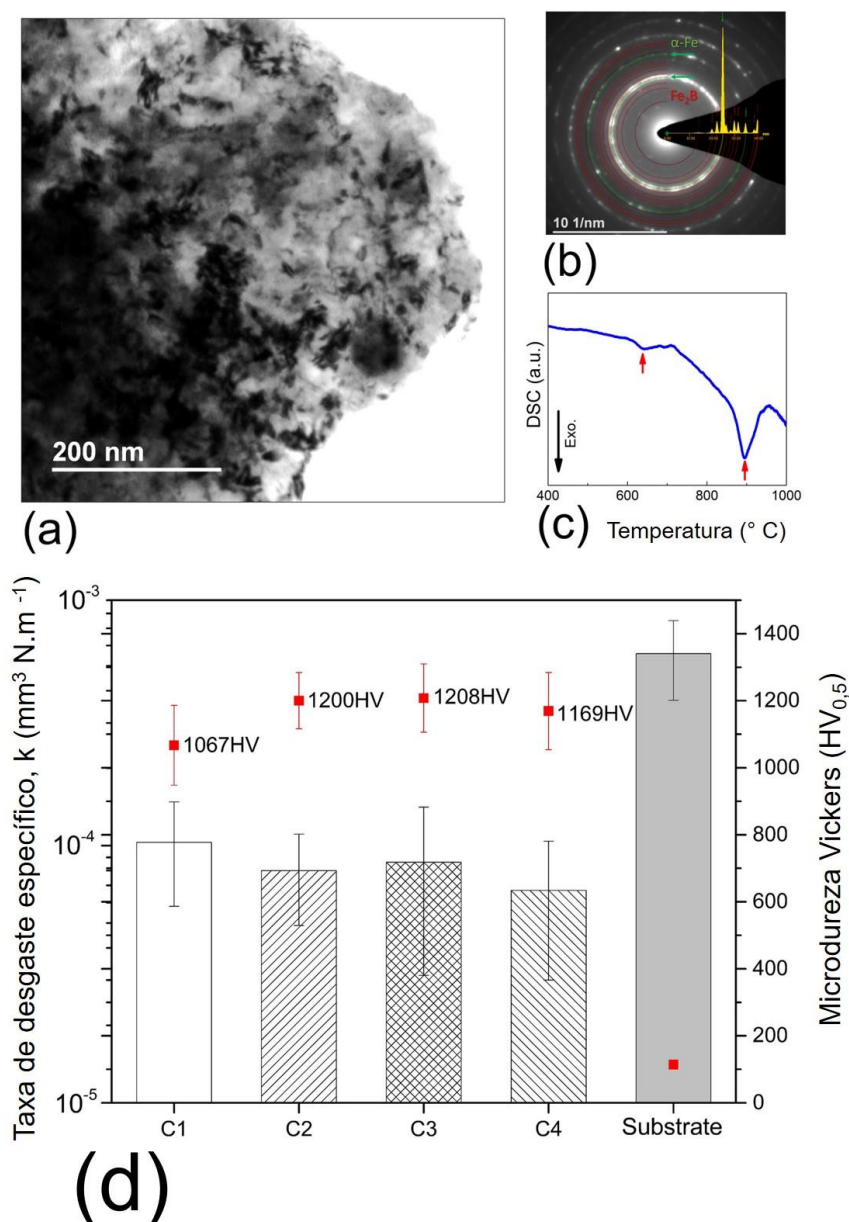 200 nm
(a)
α-Fe
Fe₂B
10 1/nm
(b)
DSC (a.u.)
Exo.
400 600 800 1000
Temperatura (° C)
(c)
Taxa de desgaste específico, k (mm³ N.m ⁻¹)
10⁻³
10⁻⁴
10⁻⁵
1067HV
1200HV
1208HV
1169HV
C1 C2 C3 C4 Substrate
1400
1200
1000
800
600
400
200
0
Microdureza Vickers (HV₀,₅)
(d)